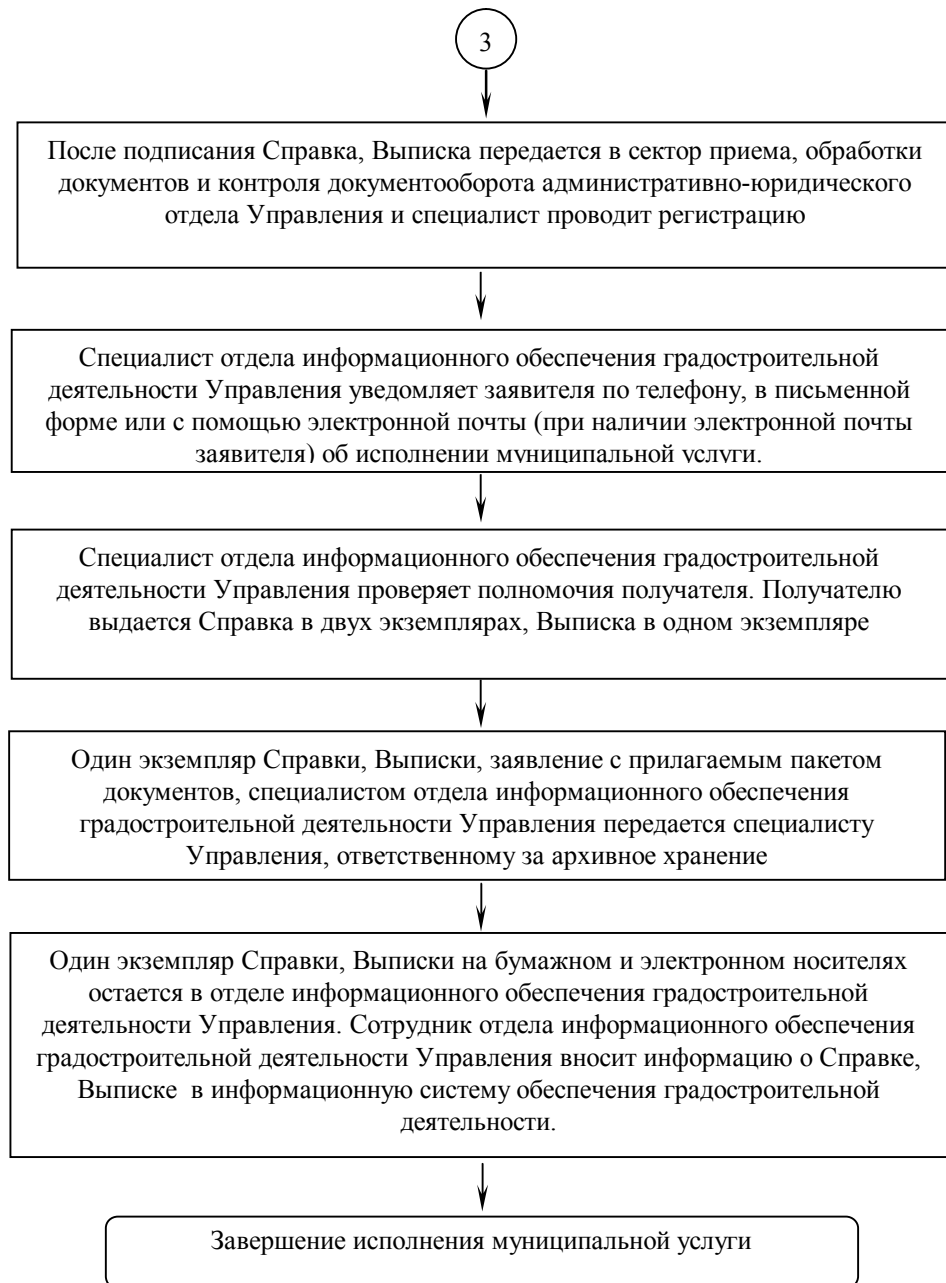 3
После подписания Справка, Выписка передается в сектор приема, обработки
документов и контроля документооборота административно-юридического
отдела Управления и специалист проводит регистрацию
Специалист отдела информационного обеспечения градостроительной
деятельности Управления уведомляет заявителя по телефону, в письменной
форме или с помощью электронной почты (при наличии электронной почты
заявителя) об исполнении муниципальной услуги.
Специалист отдела информационного обеспечения градостроительной
деятельности Управления проверяет полномочия получателя. Получателю
выдается Справка в двух экземплярах, Выписка в одном экземпляре
Один экземпляр Справки, Выписки, заявление с прилагаемым пакетом
документов, специалистом отдела информационного обеспечения
градостроительной деятельности Управления передается специалисту
Управления, ответственному за архивное хранение
Один экземпляр Справки, Выписки на бумажном и электронном носителях
остается в отделе информационного обеспечения градостроительной
деятельности Управления. Сотрудник отдела информационного обеспечения
градостроительной деятельности Управления вносит информацию о Справке,
Выписке в информационную систему обеспечения градостроительной
деятельности.
Завершение исполнения муниципальной услуги